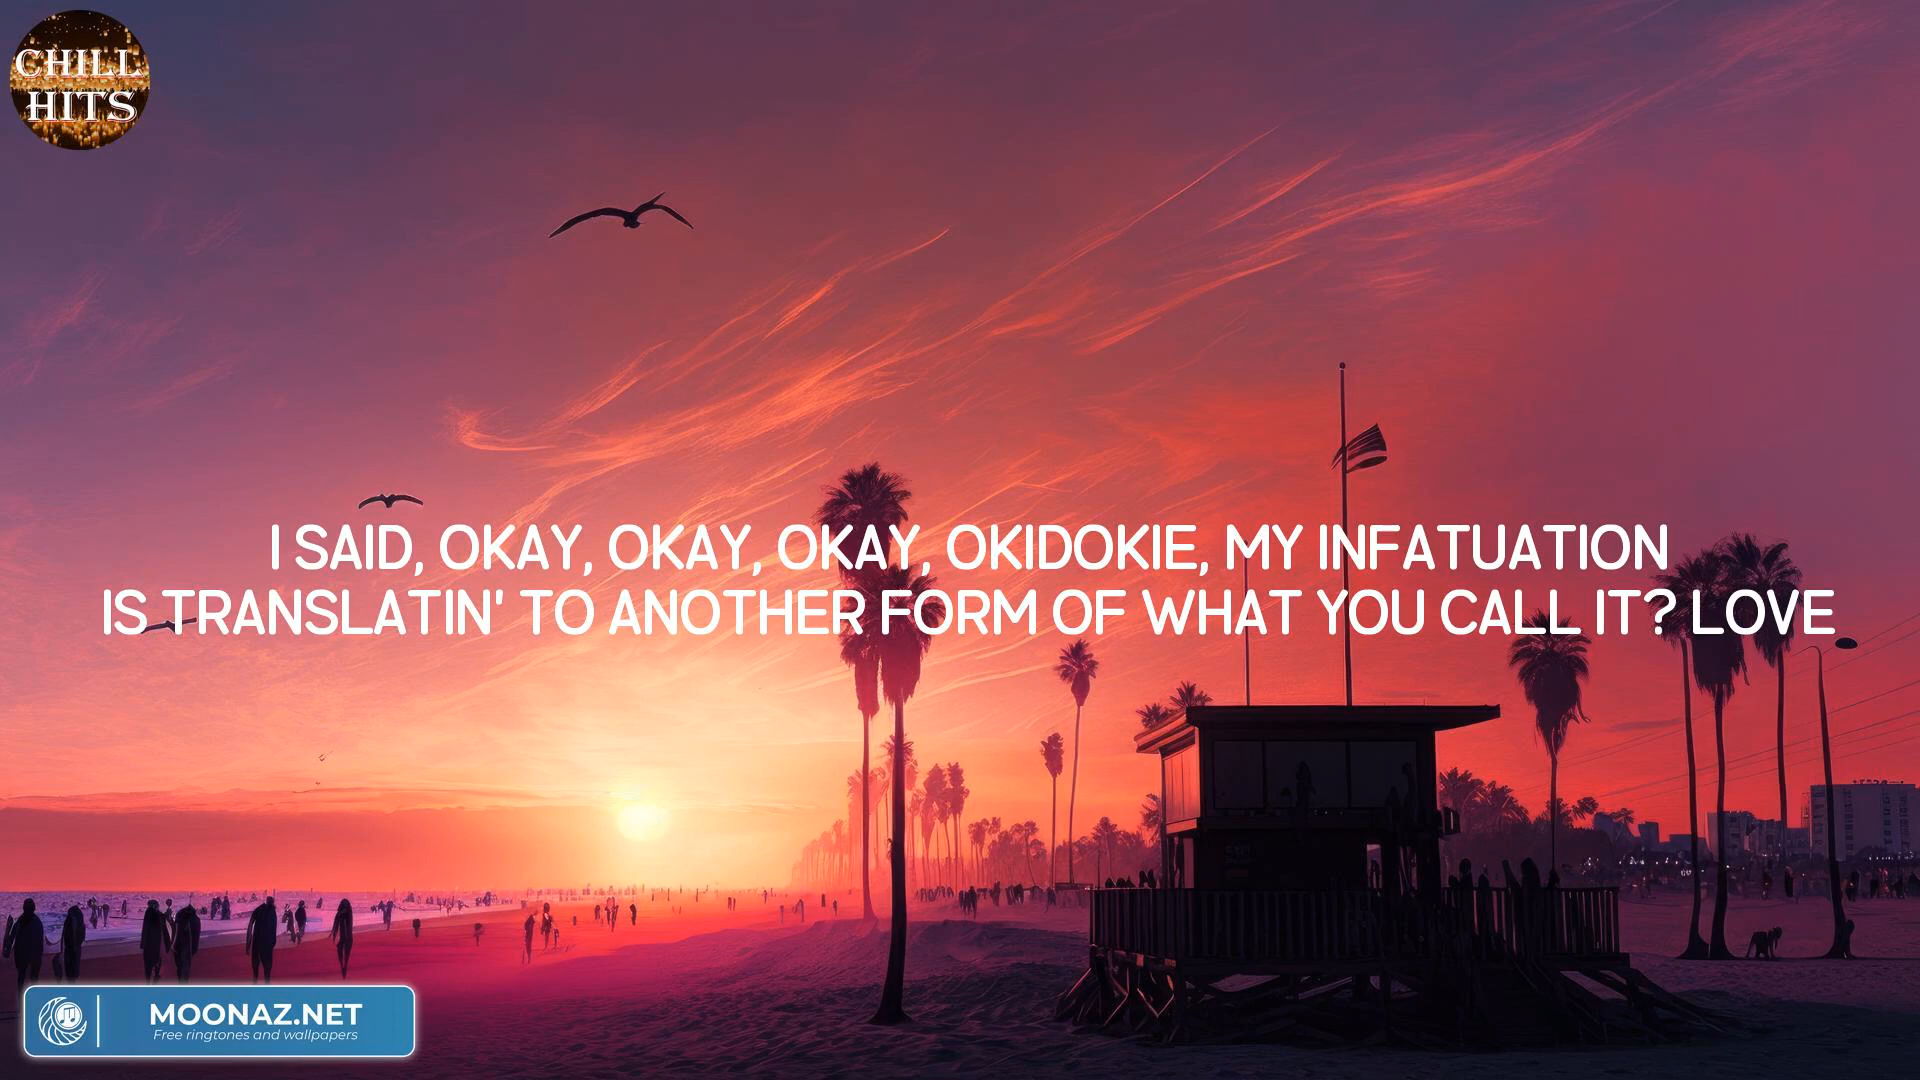 CHILL
HITS
I SAID, OKAY, OKAY, OKAY, OKIDOKIE, MY INFATUATION
IS TRANSLATIN' TO ANOTHER FORM OF WHAT YOU CALL IT? LOVE
MOONAZ.NET
Free ringtones and wallpapers